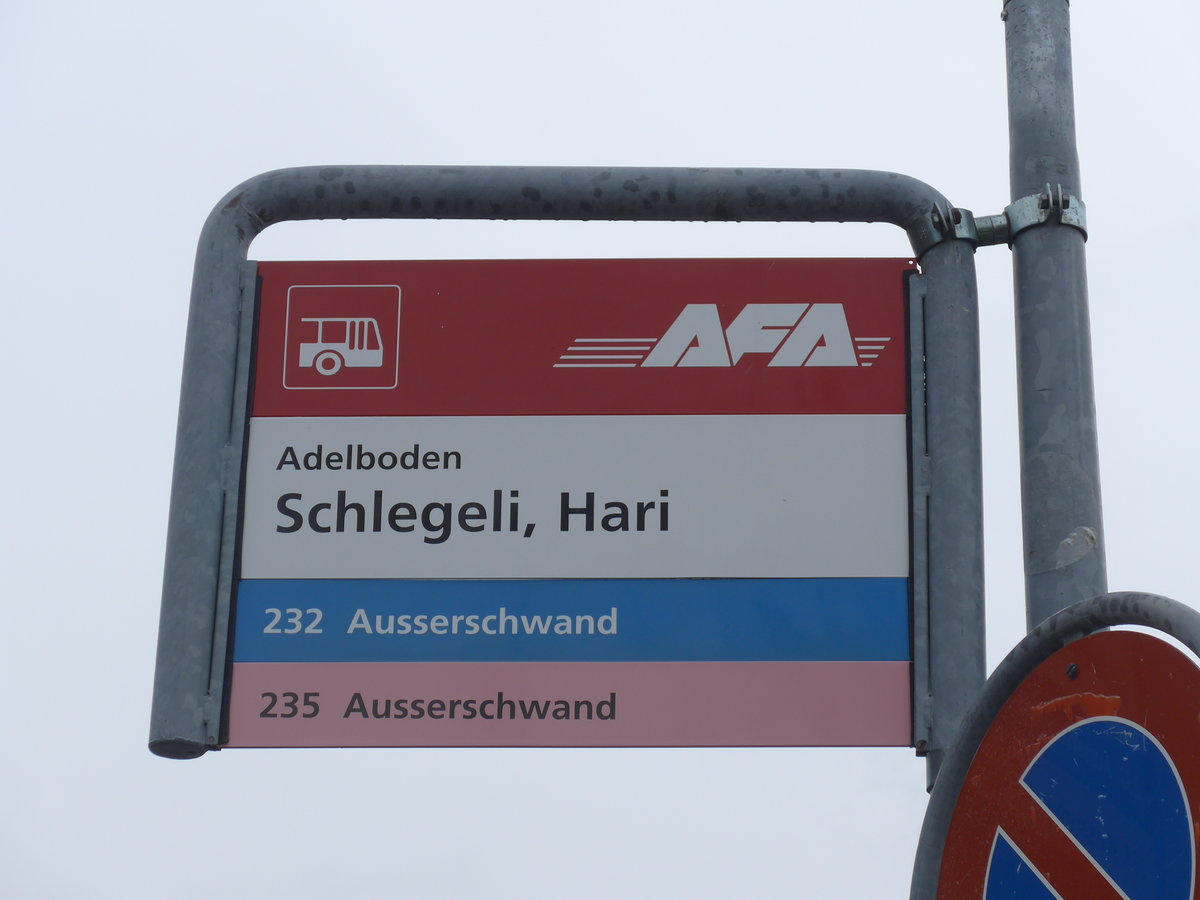 AFA
Adelboden
Schlegeli, Hari
232 Ausserschwand
235 Ausserschwand